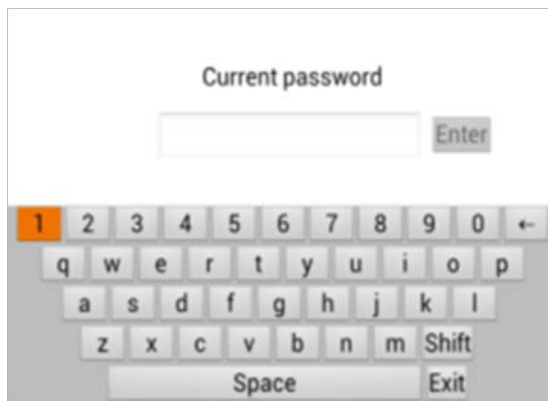 Current password
Enter
1 2 3 4 5 6 7 8 9 0 ←
q w e r t y u i o p
a s d f g h j k l
z x c v b n m Shift
Space Exit